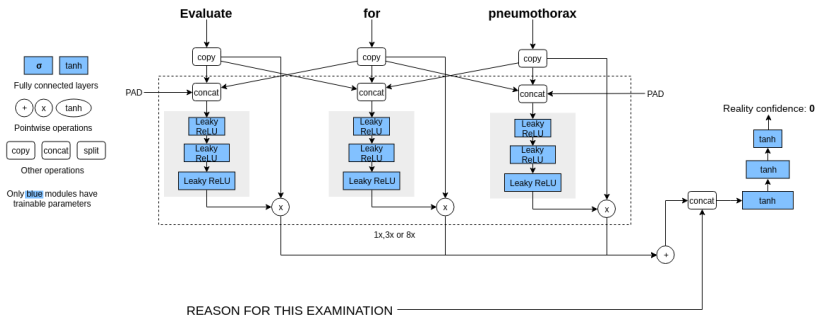 Evaluate for pneumothorax
σ tanh
Fully connected layers
+ x tanh
Pointwise operations
copy concat split
Other operations
Only blue modules have
trainable parameters
copy copy copy
PAD concat concat concat PAD
Leaky ReLU Leaky ReLU Leaky ReLU
Leaky ReLU Leaky ReLU Leaky ReLU
Leaky ReLU Leaky ReLU Leaky ReLU
x x x
1x,3x or 8x
+
concat
Reality confidence: 0
tanh
tanh
tanh
REASON FOR THIS EXAMINATION